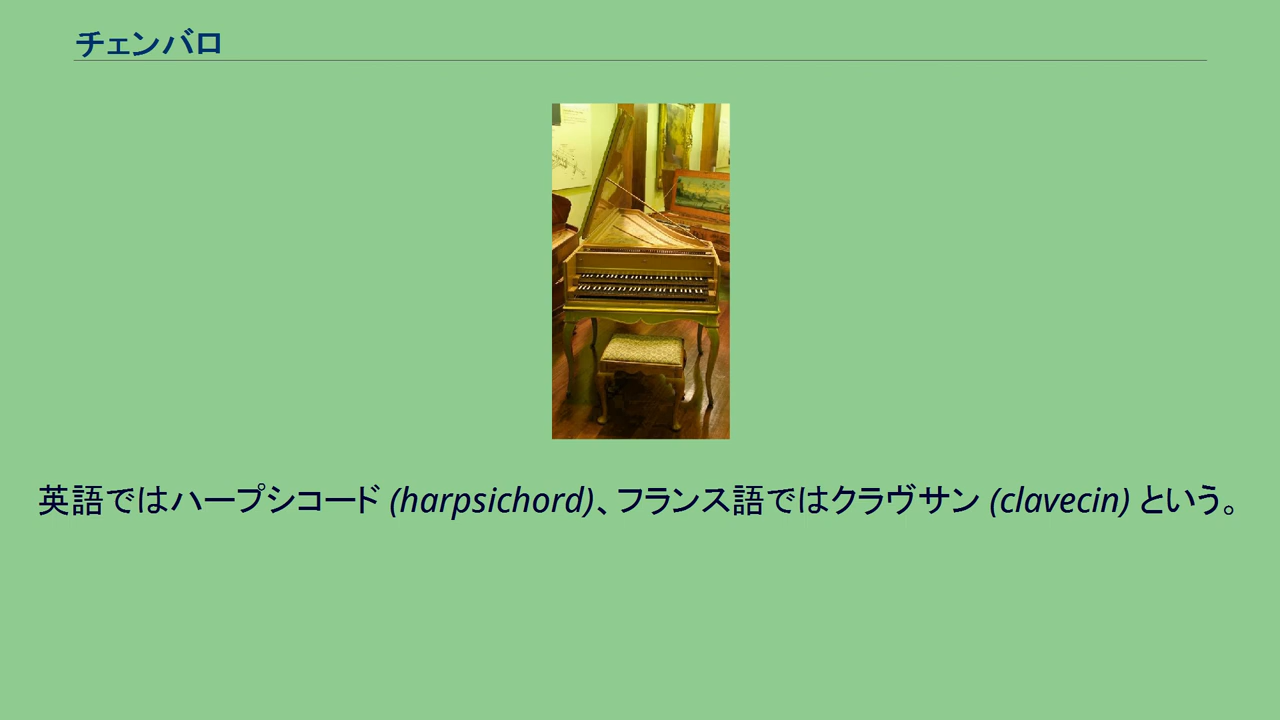 チェンバロ
英語ではハープシコード (harpsichord)、フランス語ではクラヴサン (clavecin) という。